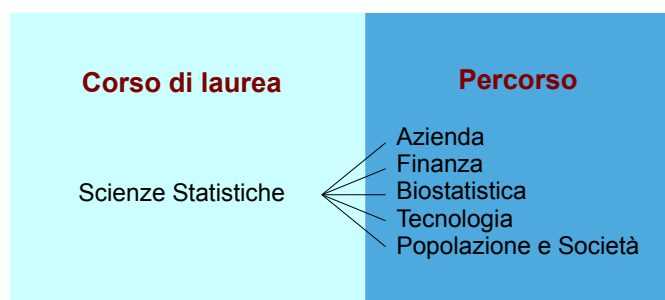 Corso di laurea
Percorso
Scienze Statistiche
Azienda
Finanza
Biostatistica
Tecnologia
Popolazione e Società